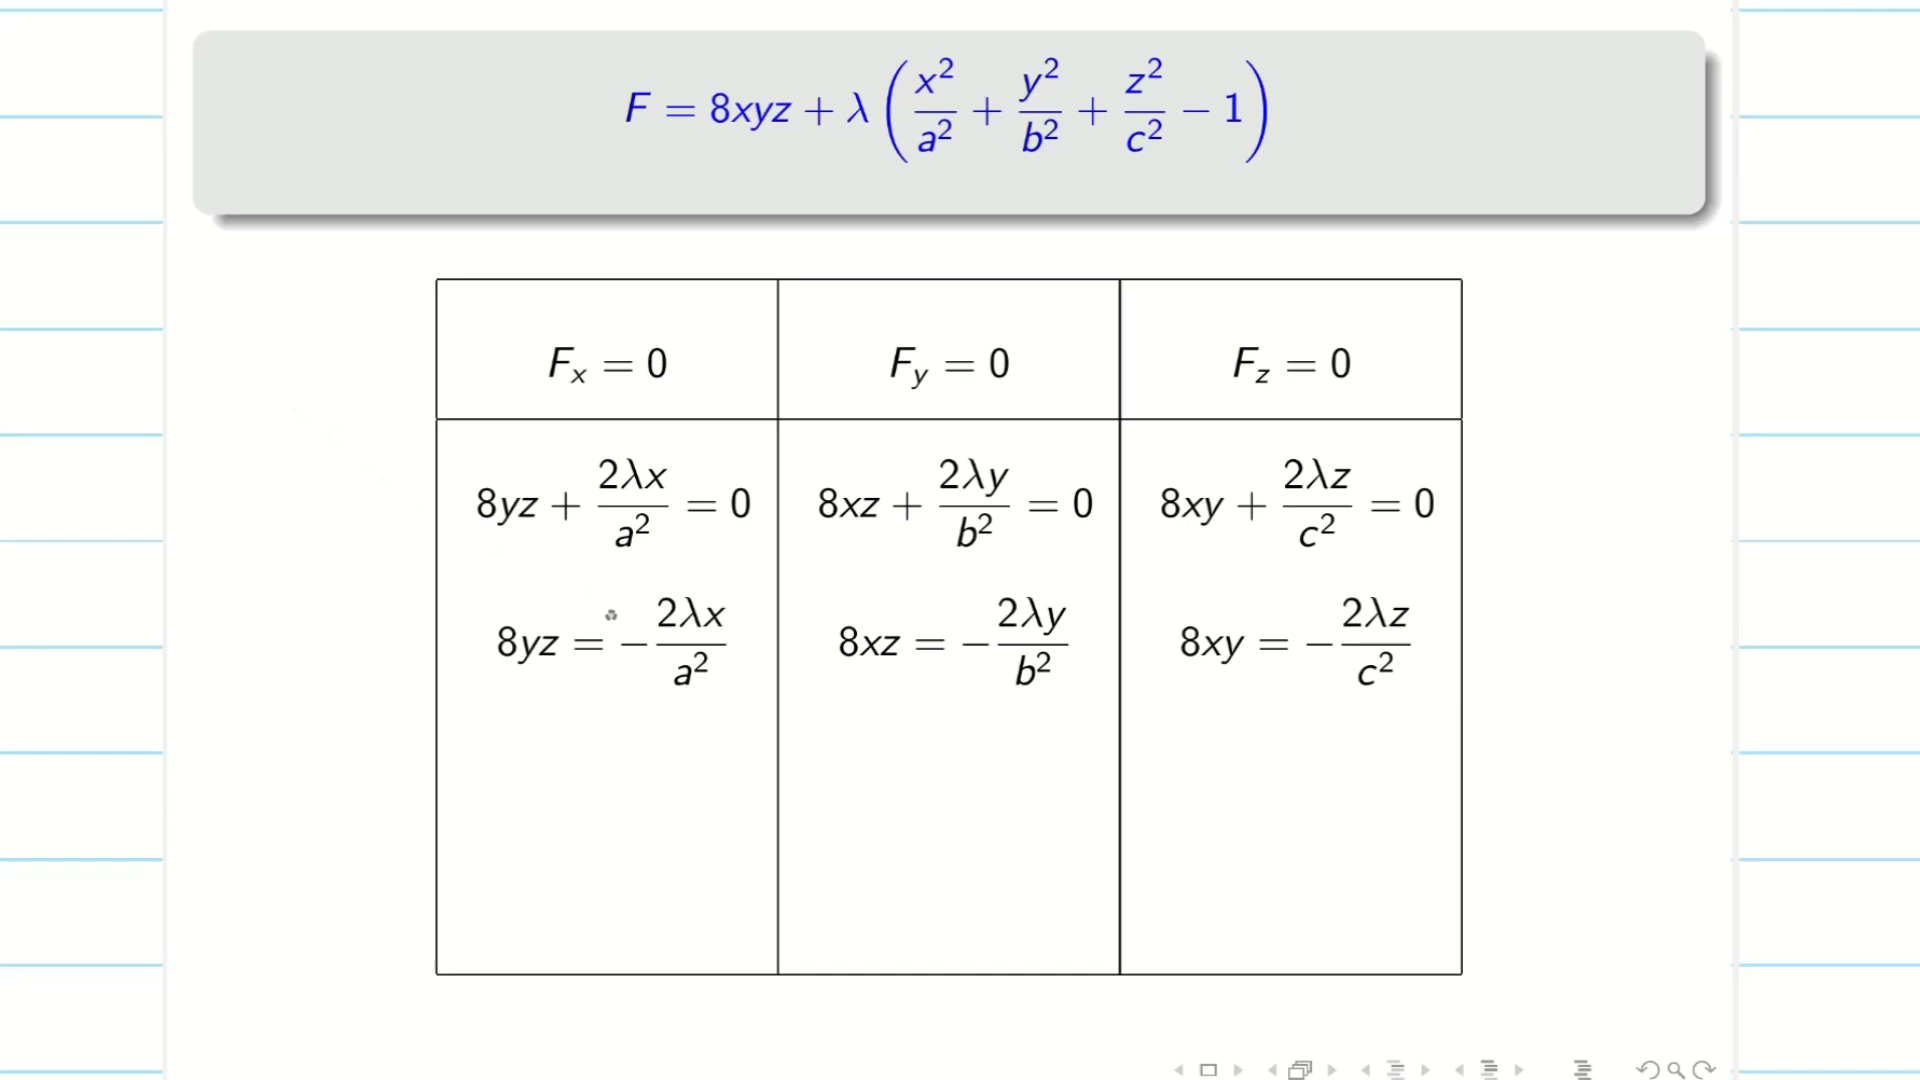 F = 8xyz + λ(x²/a² + y²/b² + z²/c² − 1)
Fₓ = 0	F_y = 0	F_z = 0
8yz + 2λx/a² = 0	8xz + 2λy/b² = 0	8xy + 2λz/c² = 0
8yz = −2λx/a²	8xz = −2λy/b²	8xy = −2λz/c²